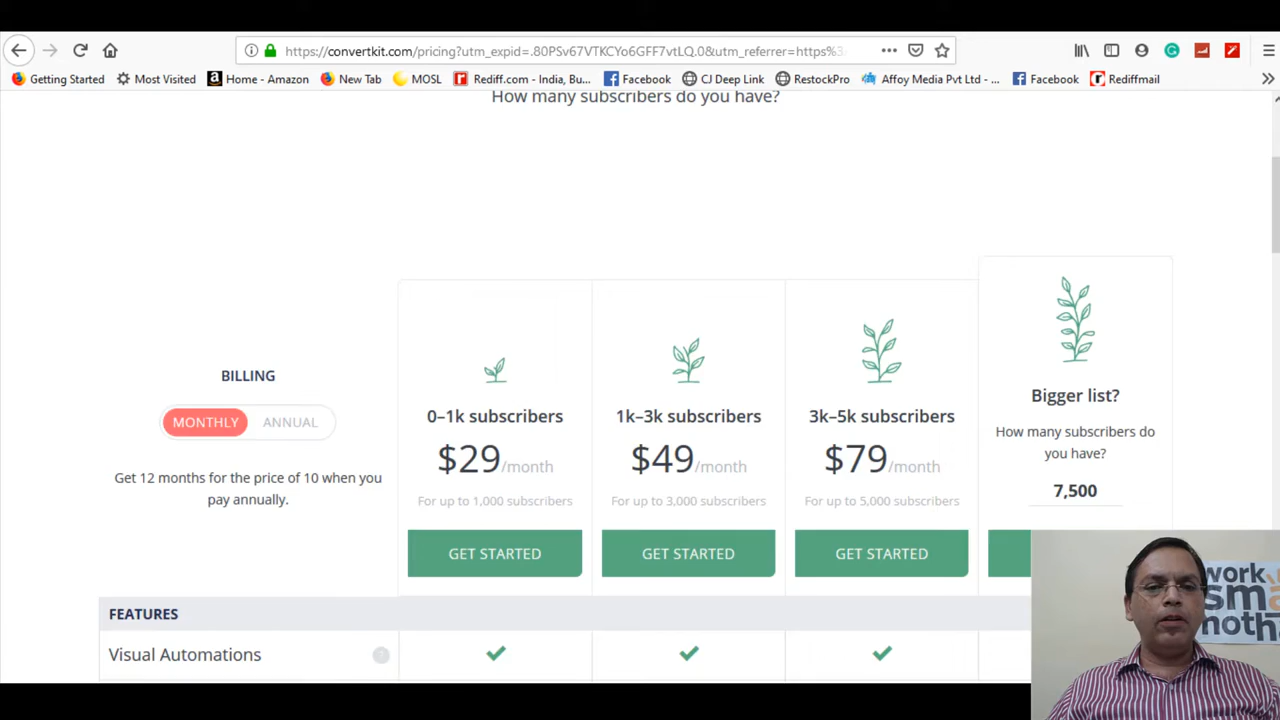 https://convertkit.com/pricing?utm_expid=.80PSv67VTKCYo6GFF7vtLQ.0&utm_referrer=https%3.
Getting Started Most Visited Home - Amazon New Tab MOSL Rediff.com - India, Bu... Facebook CJ Deep Link RestockPro Affoy Media Pvt Ltd - ... Facebook Rediffmail
How many subscribers do you have?
BILLING
MONTHLY ANNUAL
Get 12 months for the price of 10 when you
pay annually.
0–1k subscribers
$29/month
For up to 1,000 subscribers
GET STARTED
1k–3k subscribers
$49/month
For up to 3,000 subscribers
GET STARTED
3k–5k subscribers
$79/month
For up to 5,000 subscribers
GET STARTED
Bigger list?
How many subscribers do
you have?
7,500
FEATURES
Visual Automations
work
sm
noth